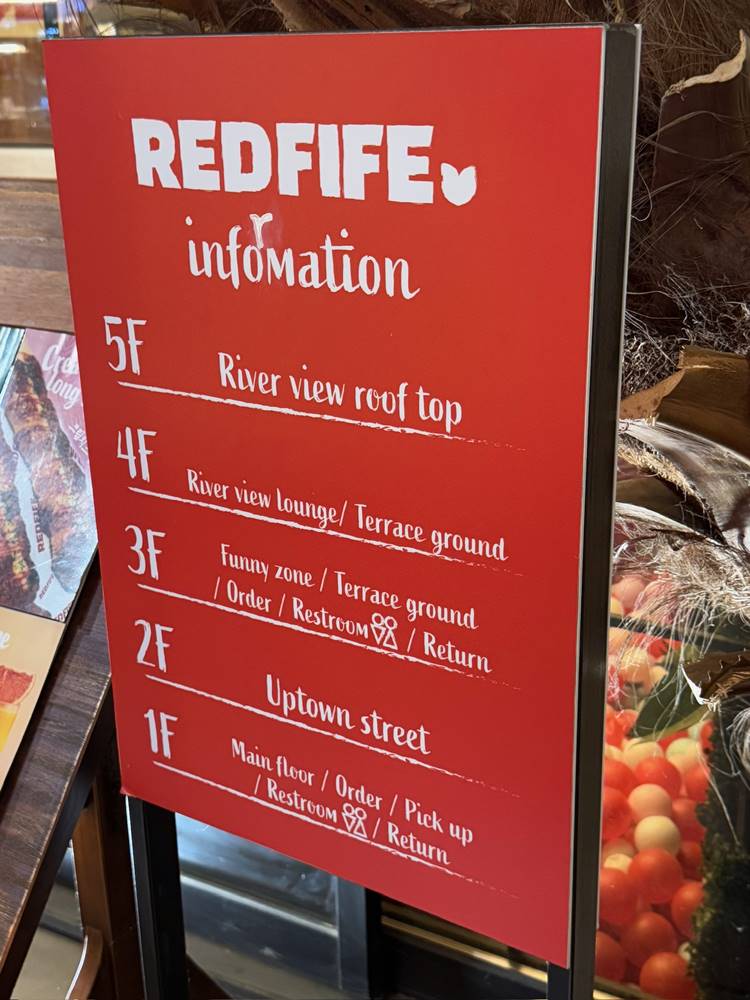 REDFIFE
information
5F
River view roof top
4F
River view lounge/ Terrace ground
3F
Funny zone / Terrace ground
/ Order / Restroom / Return
2F
Uptown street
1F
Main floor / Order / Pick up
/ Restroom / Return